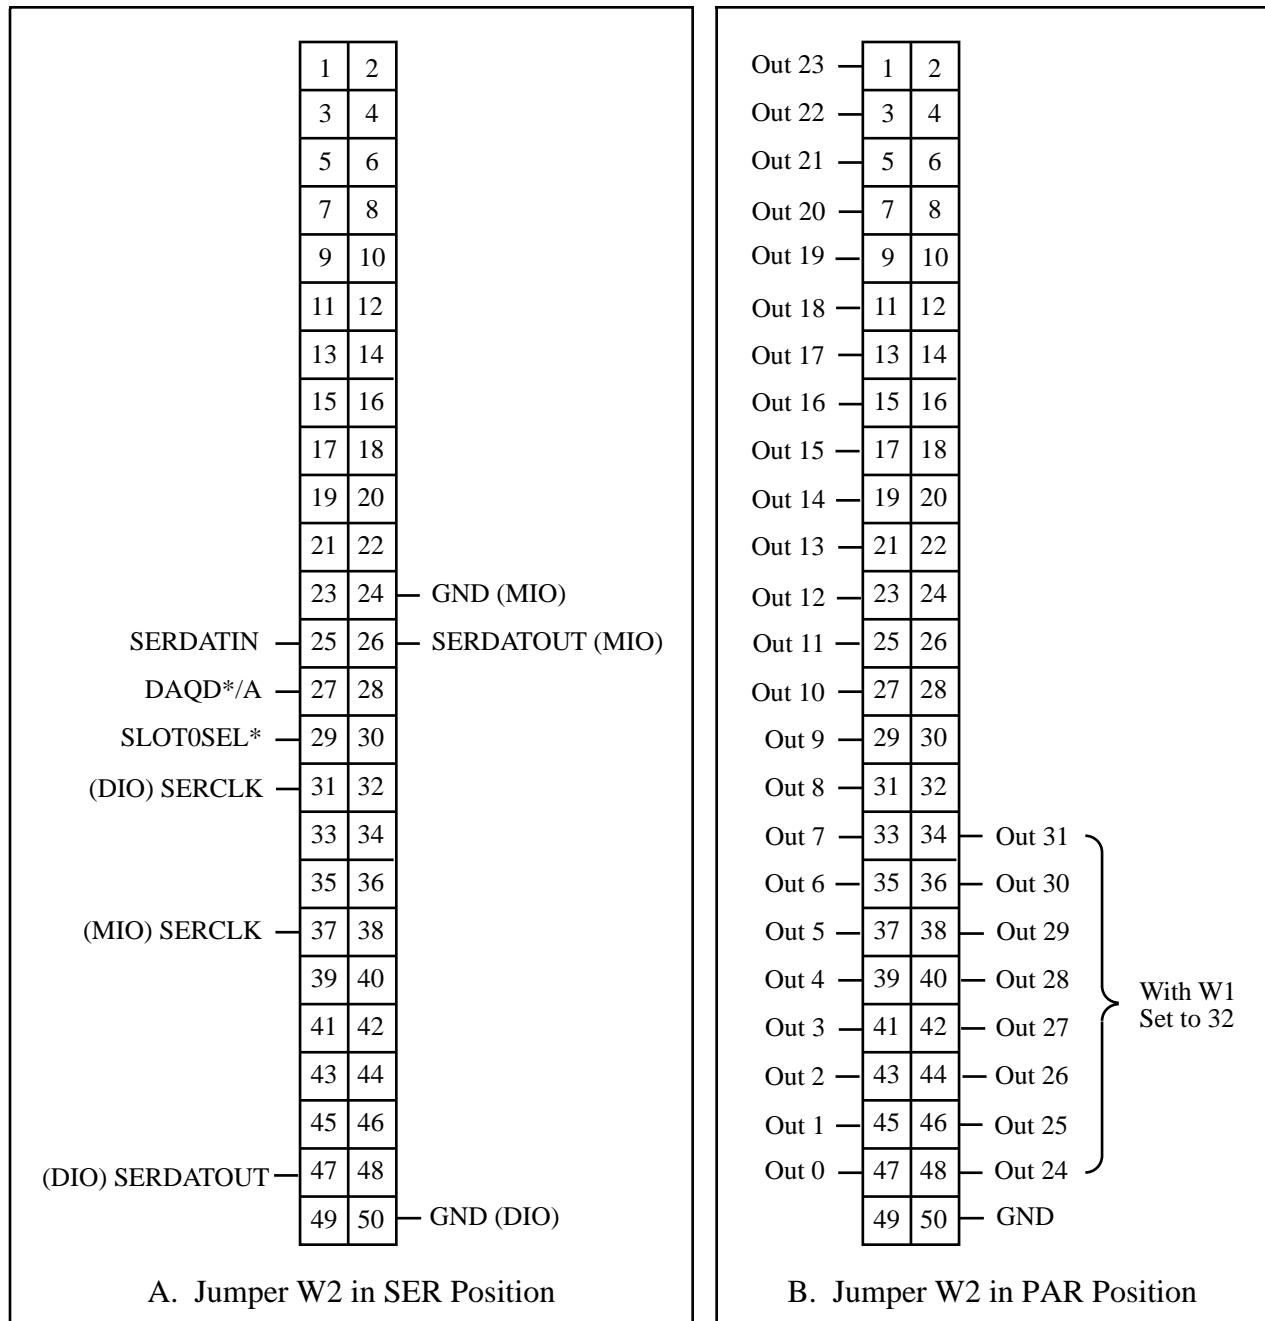 1 2
3 4
5 6
7 8
9 10
11 12
13 14
15 16
17 18
19 20
21 22
23 24 GND (MIO)
SERDATIN 25 26 SERDATOUT (MIO)
DAQD*/A 27 28
SLOT0SEL* 29 30
(DIO) SERCLK 31 32
33 34
35 36
(MIO) SERCLK 37 38
39 40
41 42
43 44
45 46
(DIO) SERDATOUT 47 48
49 50 GND (DIO)
A. Jumper W2 in SER Position
Out 23 1 2
Out 22 3 4
Out 21 5 6
Out 20 7 8
Out 19 9 10
Out 18 11 12
Out 17 13 14
Out 16 15 16
Out 15 17 18
Out 14 19 20
Out 13 21 22
Out 12 23 24
Out 11 25 26
Out 10 27 28
Out 9 29 30
Out 8 31 32
Out 7 33 34 Out 31
Out 6 35 36 Out 30
Out 5 37 38 Out 29
Out 4 39 40 Out 28
Out 3 41 42 Out 27
Out 2 43 44 Out 26
Out 1 45 46 Out 25
Out 0 47 48 Out 24
49 50 GND
With W1
Set to 32
B. Jumper W2 in PAR Position